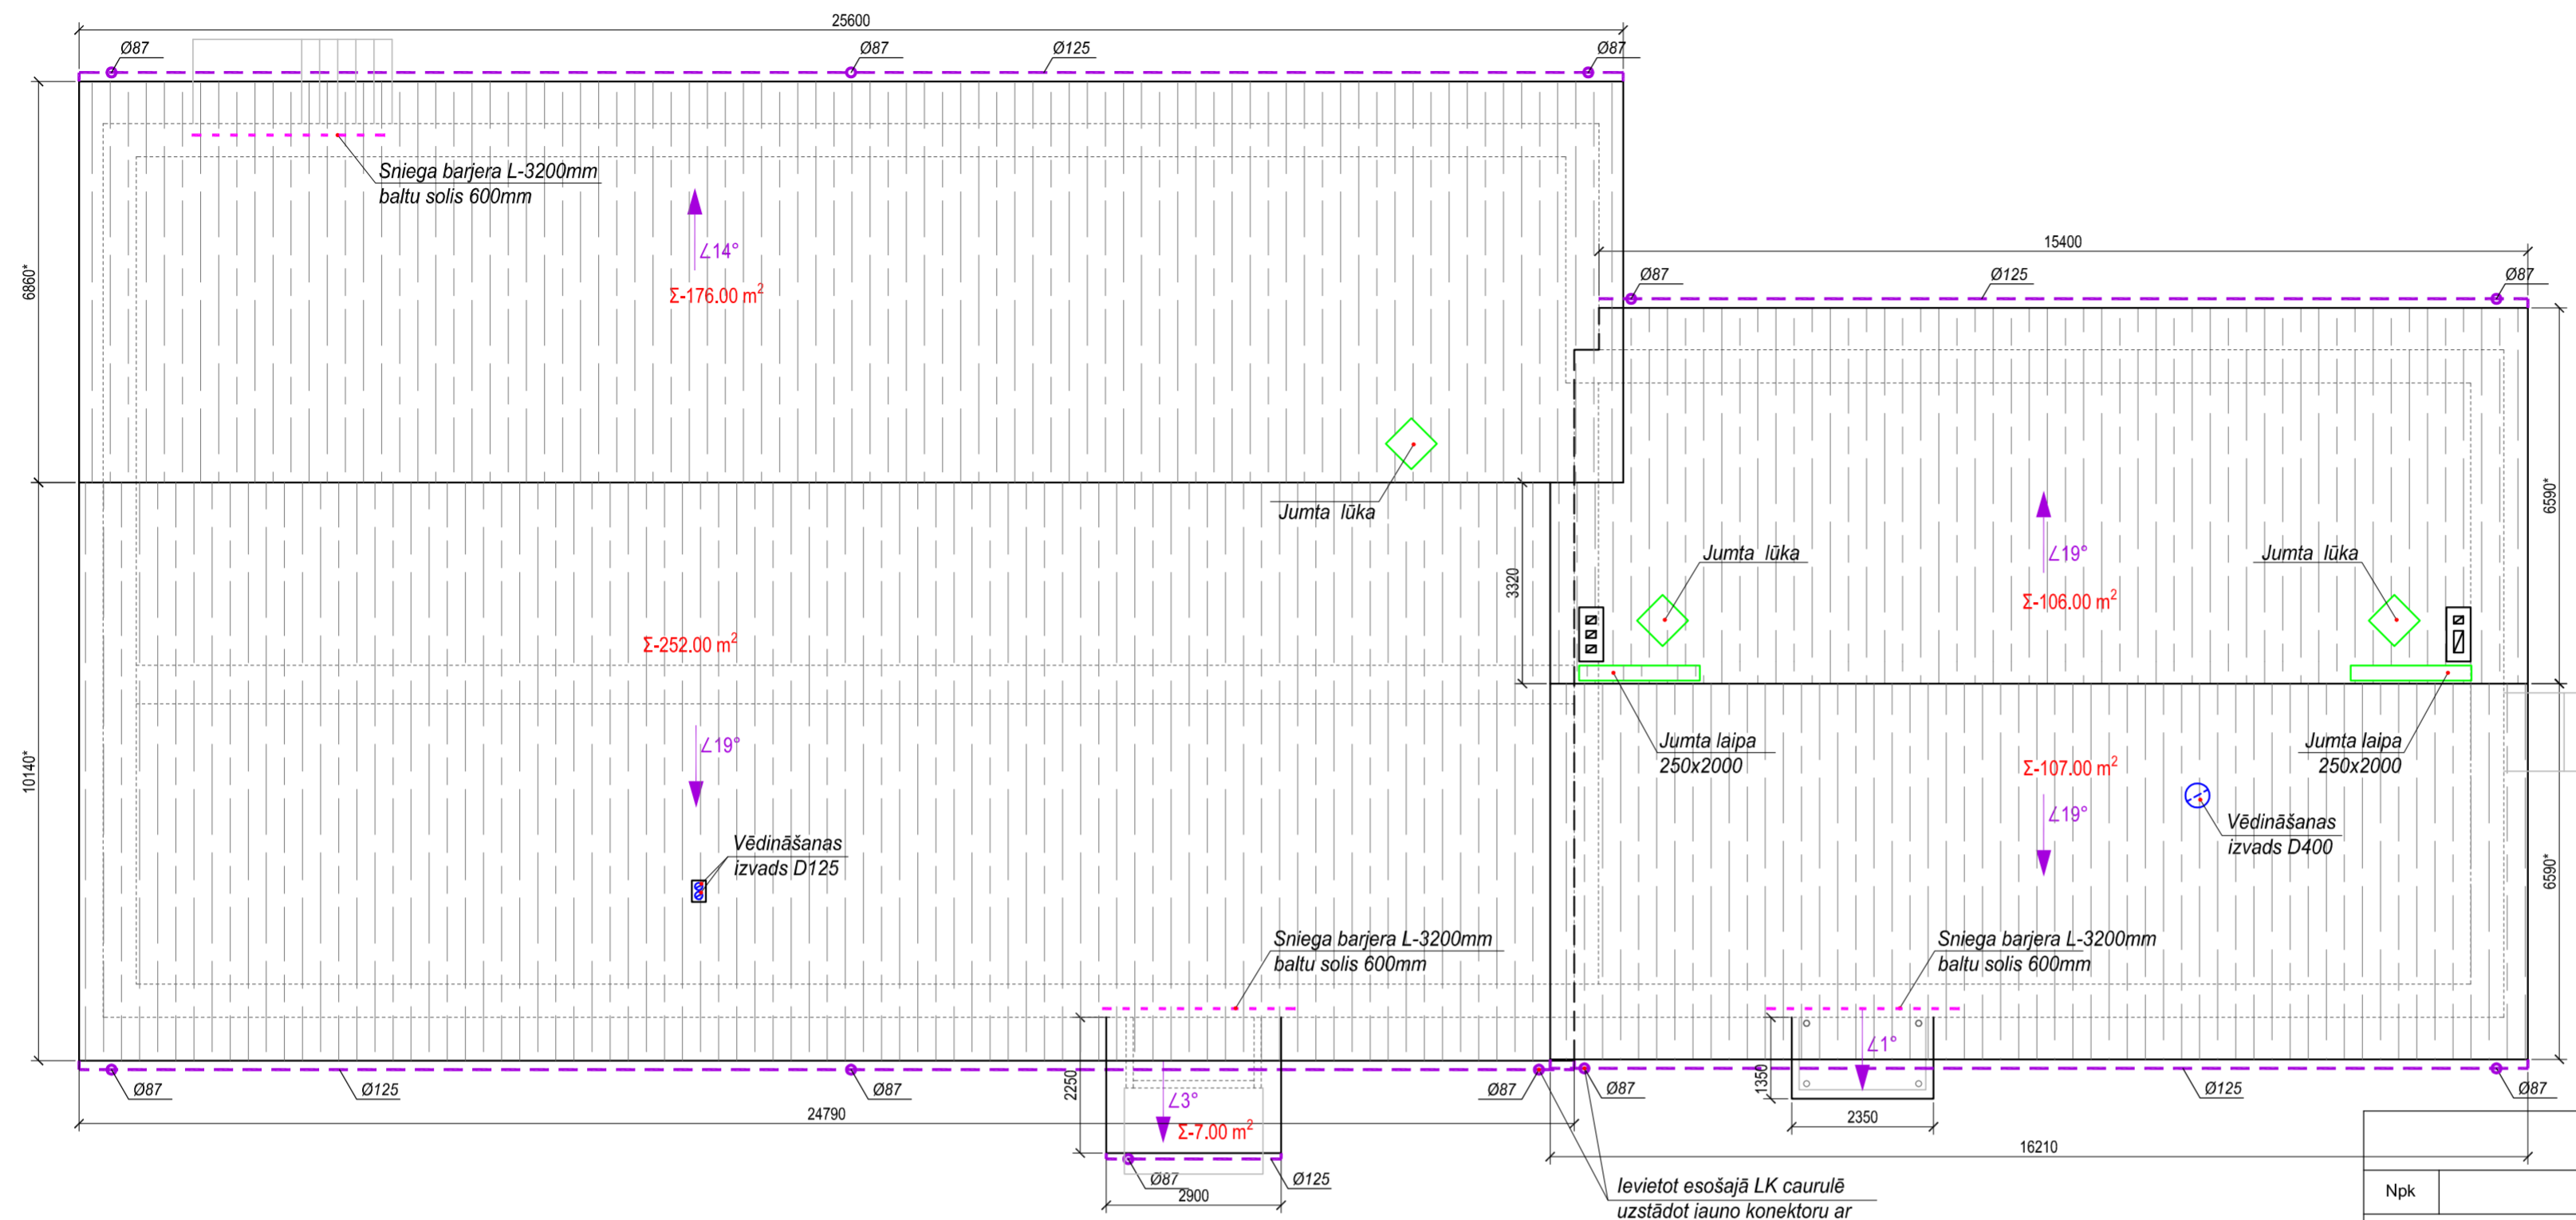 25600
Ø87
Ø87
Ø125
Ø87
Sniega barjera L-3200mm
baltu solis 600mm
6860*
∠14°
Σ-176.00 m²
15400
Ø87
Ø125
Ø87
Jumta lūka
6590*
3320
Jumta lūka
Jumta lūka
∠19°
Σ-106.00 m²
Σ-252.00 m²
10140*
∠19°
Jumta laipa
250x2000
Jumta laipa
250x2000
Σ-107.00 m²
∠19°
Vēdināšanas
izvads D400
6590*
Vēdināšanas
izvads D125
Sniega barjera L-3200mm
baltu solis 600mm
Sniega barjera L-3200mm
baltu solis 600mm
Ø87
Ø125
Ø87
2250
∠3°
Σ-7.00 m²
Ø87
Ø87
1350
∠1°
Ø125
Ø87
24790
2350
16210
Ø87
Ø125
2900
Ievietot esošajā LK caurulē
uzstādot jauno konektoru ar
Npk